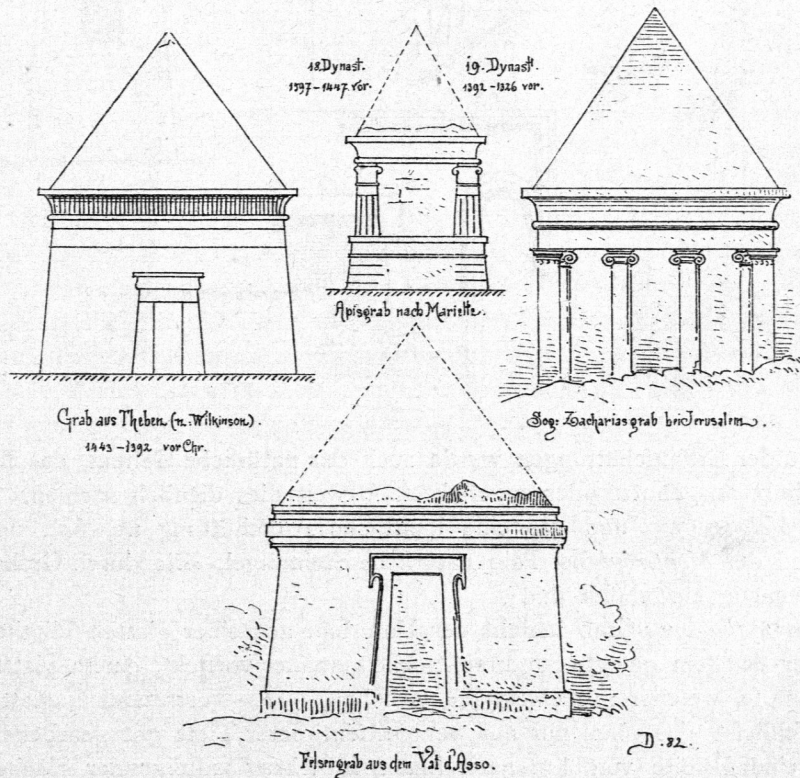 18.Dynast.
1597-1447 vor.
19. Dynast.
1392-1326 vor.
Apisgrab nach Mariette.
Grab aus Theben (n. Wilkinson).
1443-1392 vor Chr.
Sog: Zachariasgrab bei Jerusalem.
D. 82.
Felsengrab aus dem Val d'Asso.